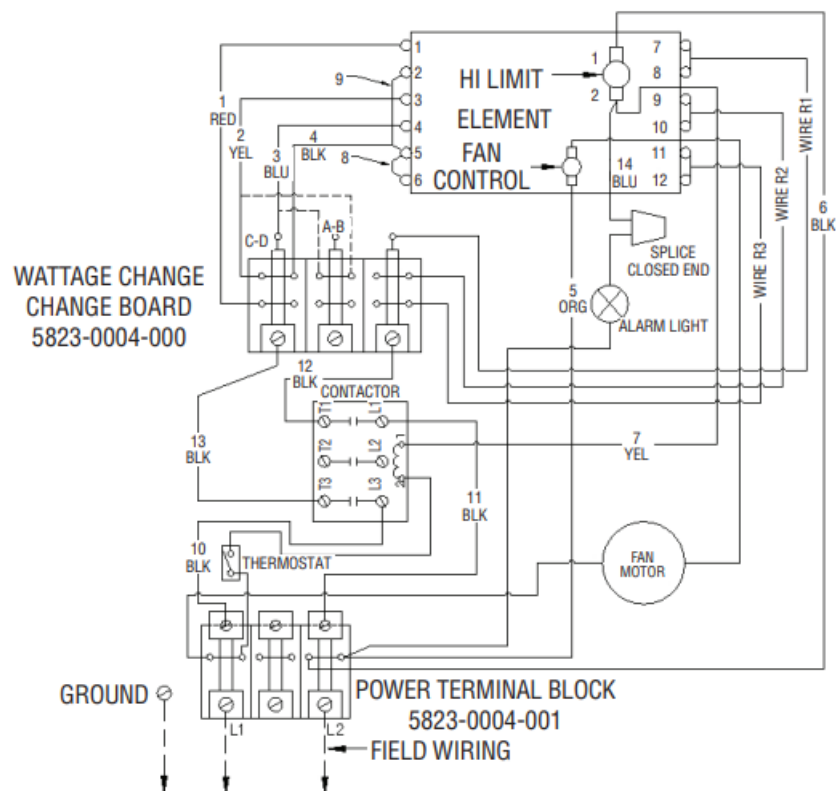 1
2
3
4
5
6
HI LIMIT
ELEMENT
FAN
CONTROL
1
2
7
8
9
10
11
12
1
RED
2
YEL
3
BLU
4
BLK
9
8
14
BLU
WIRE R1
WIRE R2
WIRE R3
6
BLK
C-D
A-B
SPLICE
CLOSED END
5
ORG
ALARM LIGHT
WATTAGE CHANGE
CHANGE BOARD
5823-0004-000
12
BLK
CONTACTOR
T1
L1
T2
L2
T3
L3
1
2
13
BLK
7
YEL
11
BLK
10
BLK
THERMOSTAT
FAN
MOTOR
GROUND
L1
L2
POWER TERMINAL BLOCK
5823-0004-001
FIELD WIRING